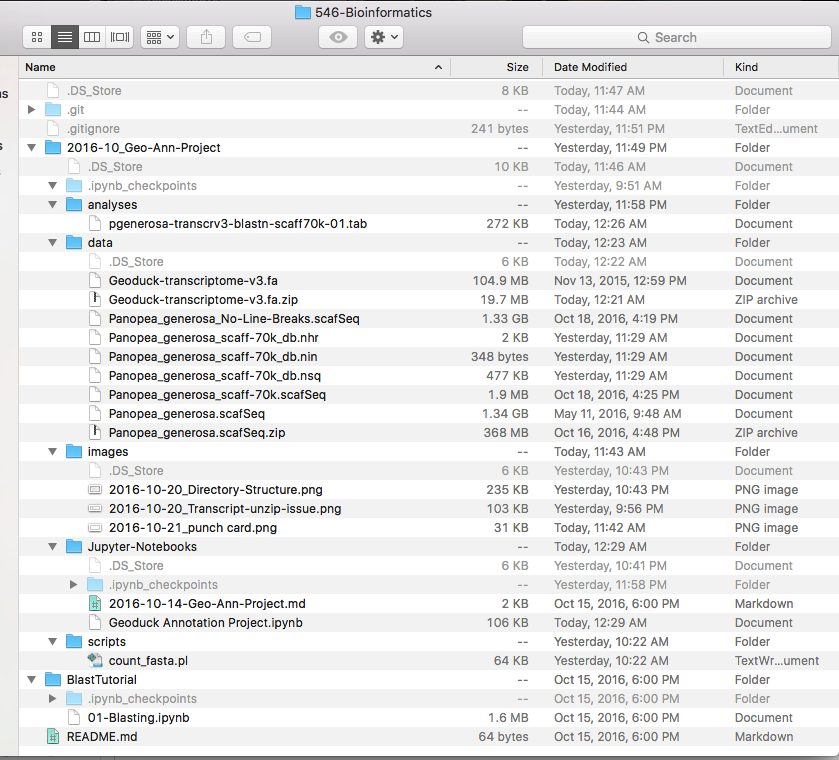 546-Bioinformatics
Search
Name Size Date Modified Kind
.DS_Store 8 KB Today, 11:47 AM Document
.git -- Today, 11:44 AM Folder
.gitignore 241 bytes Yesterday, 11:51 PM TextEd...ument
2016-10_Geo-Ann-Project -- Yesterday, 11:49 PM Folder
.DS_Store 10 KB Today, 11:46 AM Document
.ipynb_checkpoints -- Yesterday, 9:51 AM Folder
analyses -- Yesterday, 11:58 PM Folder
pgenerosa-transcrv3-blastn-scaff70k-01.tab 272 KB Today, 12:26 AM Document
data -- Today, 12:23 AM Folder
.DS_Store 6 KB Today, 12:22 AM Document
Geoduck-transcriptome-v3.fa 104.9 MB Nov 13, 2015, 12:59 PM Document
Geoduck-transcriptome-v3.fa.zip 19.7 MB Today, 12:21 AM ZIP archive
Panopea_generosa_No-Line-Breaks.scafSeq 1.33 GB Oct 18, 2016, 4:19 PM Document
Panopea_generosa_scaff-70k_db.nhr 2 KB Yesterday, 11:29 AM Document
Panopea_generosa_scaff-70k_db.nin 348 bytes Yesterday, 11:29 AM Document
Panopea_generosa_scaff-70k_db.nsq 477 KB Yesterday, 11:29 AM Document
Panopea_generosa_scaff-70k.scafSeq 1.9 MB Oct 18, 2016, 4:25 PM Document
Panopea_generosa.scafSeq 1.34 GB May 11, 2016, 9:48 AM Document
Panopea_generosa.scafSeq.zip 368 MB Oct 16, 2016, 4:48 PM ZIP archive
images -- Today, 11:43 AM Folder
.DS_Store 6 KB Yesterday, 10:43 PM Document
2016-10-20_Directory-Structure.png 235 KB Yesterday, 10:43 PM PNG image
2016-10-20_Transcript-unzip-issue.png 103 KB Yesterday, 9:56 PM PNG image
2016-10-21_punch card.png 31 KB Today, 11:42 AM PNG image
Jupyter-Notebooks -- Today, 12:29 AM Folder
.DS_Store 6 KB Yesterday, 10:41 PM Document
.ipynb_checkpoints -- Yesterday, 11:58 PM Folder
2016-10-14-Geo-Ann-Project.md 2 KB Oct 15, 2016, 6:00 PM Markdown
Geoduck Annotation Project.ipynb 106 KB Today, 12:29 AM Document
scripts -- Yesterday, 10:22 AM Folder
count_fasta.pl 64 KB Yesterday, 10:22 AM TextWr...ument
BlastTutorial -- Oct 15, 2016, 6:00 PM Folder
.ipynb_checkpoints -- Oct 15, 2016, 6:00 PM Folder
01-Blasting.ipynb 1.6 MB Oct 15, 2016, 6:00 PM Document
README.md 64 bytes Oct 15, 2016, 6:00 PM Markdown